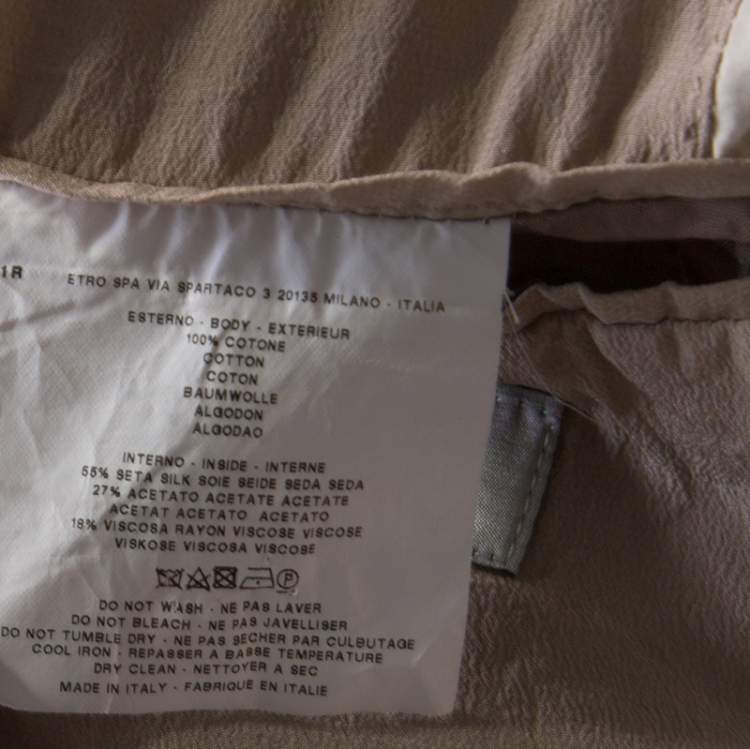 1R
ETRO SPA VIA SPARTACO 3 20135 MILANO - ITALIA
ESTERNO - BODY - EXTERIEUR
100% COTONE
COTTON
COTON
BAUMWOLLE
ALGODON
ALGODAO
INTERNO - INSIDE - INTERNE
55% SETA SILK SOIE SEIDE SEDA SEDA
27% ACETATO ACETATE ACETATE
ACETAT ACETATO ACETATO
18% VISCOSA RAYON VISCOSE VISCOSE
VISKOSE VISCOSA VISCOSE
P
DO NOT WASH - NE PAS LAVER
DO NOT BLEACH - NE PAS JAVELLISER
DO NOT TUMBLE DRY - NE PAS SECHER PAR CULBUTAGE
COOL IRON - REPASSER A BASSE TEMPERATURE
DRY CLEAN - NETTOYER A SEC
MADE IN ITALY - FABRIQUE EN ITALIE